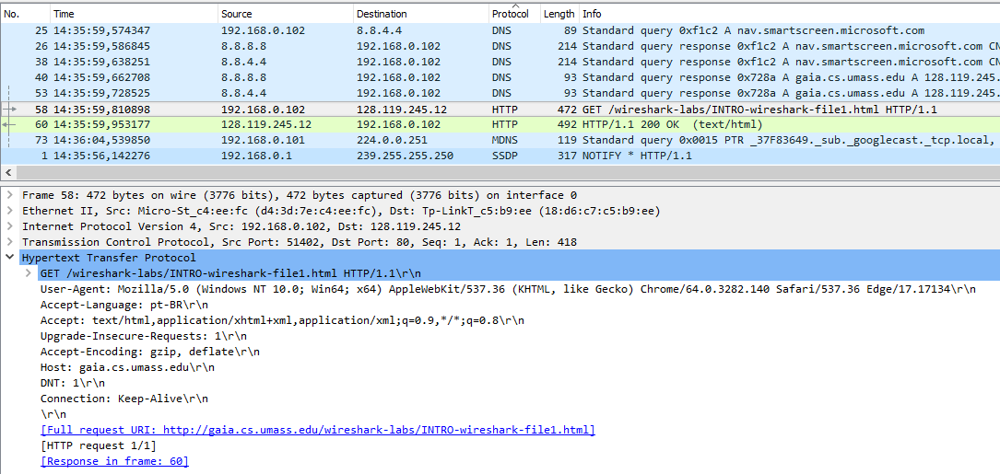 No. Time Source Destination Protocol Length Info
25 14:35:59,574347 192.168.0.102 8.8.4.4 DNS 89 Standard query 0xf1c2 A nav.smartscreen.microsoft.com
26 14:35:59,586845 8.8.8.8 192.168.0.102 DNS 214 Standard query response 0xf1c2 A nav.smartscreen.microsoft.com CN
38 14:35:59,638251 8.8.4.4 192.168.0.102 DNS 214 Standard query response 0xf1c2 A nav.smartscreen.microsoft.com CN
40 14:35:59,662708 8.8.8.8 192.168.0.102 DNS 93 Standard query response 0x728a A gaia.cs.umass.edu A 128.119.245.
53 14:35:59,728525 8.8.4.4 192.168.0.102 DNS 93 Standard query response 0x728a A gaia.cs.umass.edu A 128.119.245.
58 14:35:59,810898 192.168.0.102 128.119.245.12 HTTP 472 GET /wireshark-labs/INTRO-wireshark-file1.html HTTP/1.1
60 14:35:59,953177 128.119.245.12 192.168.0.102 HTTP 492 HTTP/1.1 200 OK  (text/html)
73 14:36:04,539850 192.168.0.101 224.0.0.251 MDNS 119 Standard query 0x0015 PTR _37F83649._sub._googlecast._tcp.local,
1 14:35:56,142276 192.168.0.1 239.255.255.250 SSDP 317 NOTIFY * HTTP/1.1
Frame 58: 472 bytes on wire (3776 bits), 472 bytes captured (3776 bits) on interface 0
Ethernet II, Src: Micro-St_c4:ee:fc (d4:3d:7e:c4:ee:fc), Dst: Tp-LinkT_c5:b9:ee (18:d6:c7:c5:b9:ee)
Internet Protocol Version 4, Src: 192.168.0.102, Dst: 128.119.245.12
Transmission Control Protocol, Src Port: 51402, Dst Port: 80, Seq: 1, Ack: 1, Len: 418
Hypertext Transfer Protocol
GET /wireshark-labs/INTRO-wireshark-file1.html HTTP/1.1\r\n
User-Agent: Mozilla/5.0 (Windows NT 10.0; Win64; x64) AppleWebKit/537.36 (KHTML, like Gecko) Chrome/64.0.3282.140 Safari/537.36 Edge/17.17134\r\n
Accept-Language: pt-BR\r\n
Accept: text/html,application/xhtml+xml,application/xml;q=0.9,*/*;q=0.8\r\n
Upgrade-Insecure-Requests: 1\r\n
Accept-Encoding: gzip, deflate\r\n
Host: gaia.cs.umass.edu\r\n
DNT: 1\r\n
Connection: Keep-Alive\r\n
\r\n
[Full request URI: http://gaia.cs.umass.edu/wireshark-labs/INTRO-wireshark-file1.html]
[HTTP request 1/1]
[Response in frame: 60]